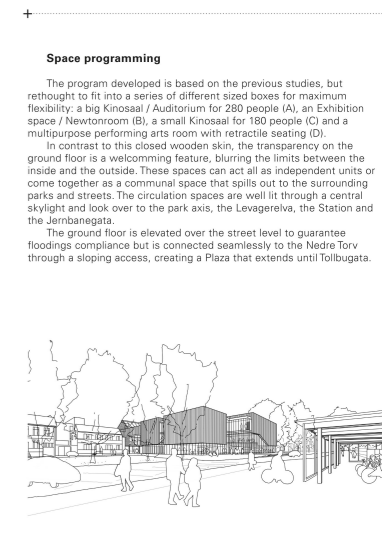 Space programming
The program developed is based on the previous studies, but
rethought to fit into a series of different sized boxes for maximum
flexibility: a big Kinosaal / Auditorium for 280 people (A), an Exhibition
space / Newtonroom (B), a small Kinosaal for 180 people (C) and a
multipurpose performing arts room with retractile seating (D).
In contrast to this closed wooden skin, the transparency on the
ground floor is a welcomming feature, blurring the limits between the
inside and the outside. These spaces can act all as independent units or
come together as a communal space that spills out to the surrounding
parks and streets. The circulation spaces are well lit through a central
skylight and look over to the park axis, the Levagerelva, the Station and
the Jernbanegata.
The ground floor is elevated over the street level to guarantee
floodings compliance but is connected seamlessly to the Nedre Torv
through a sloping access, creating a Plaza that extends until Tollbugata.